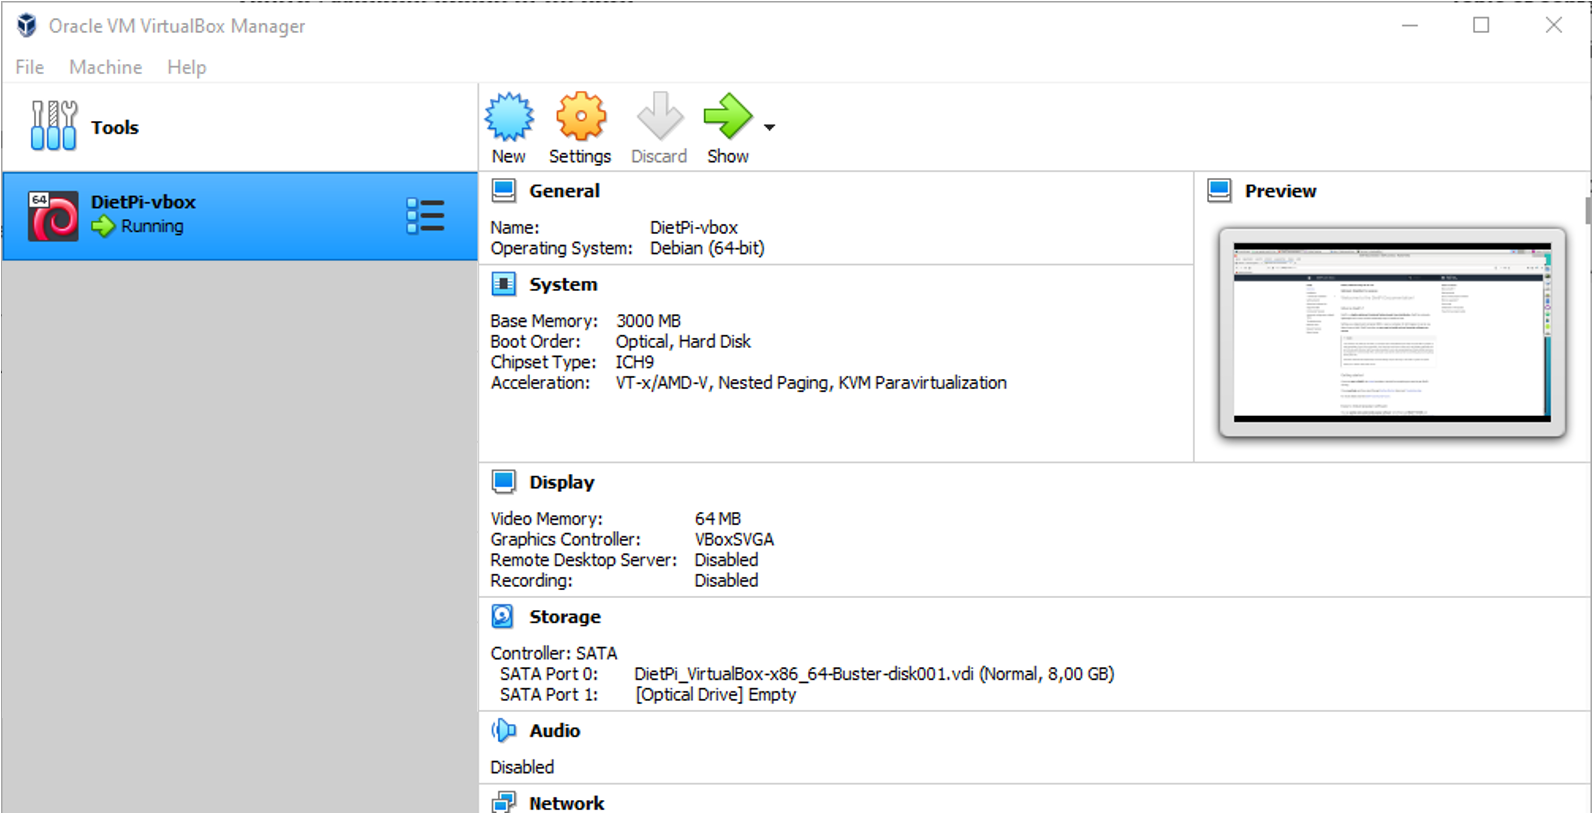 Oracle VM VirtualBox Manager
File Machine Help
Tools
New Settings Discard Show
64
DietPi-vbox
Running
General
Name: DietPi-vbox
Operating System: Debian (64-bit)
Preview
System
Base Memory: 3000 MB
Boot Order: Optical, Hard Disk
Chipset Type: ICH9
Acceleration: VT-x/AMD-V, Nested Paging, KVM Paravirtualization
Display
Video Memory: 64 MB
Graphics Controller: VBoxSVGA
Remote Desktop Server: Disabled
Recording: Disabled
Storage
Controller: SATA
SATA Port 0: DietPi_VirtualBox-x86_64-Buster-disk001.vdi (Normal, 8,00 GB)
SATA Port 1: [Optical Drive] Empty
Audio
Disabled
Network